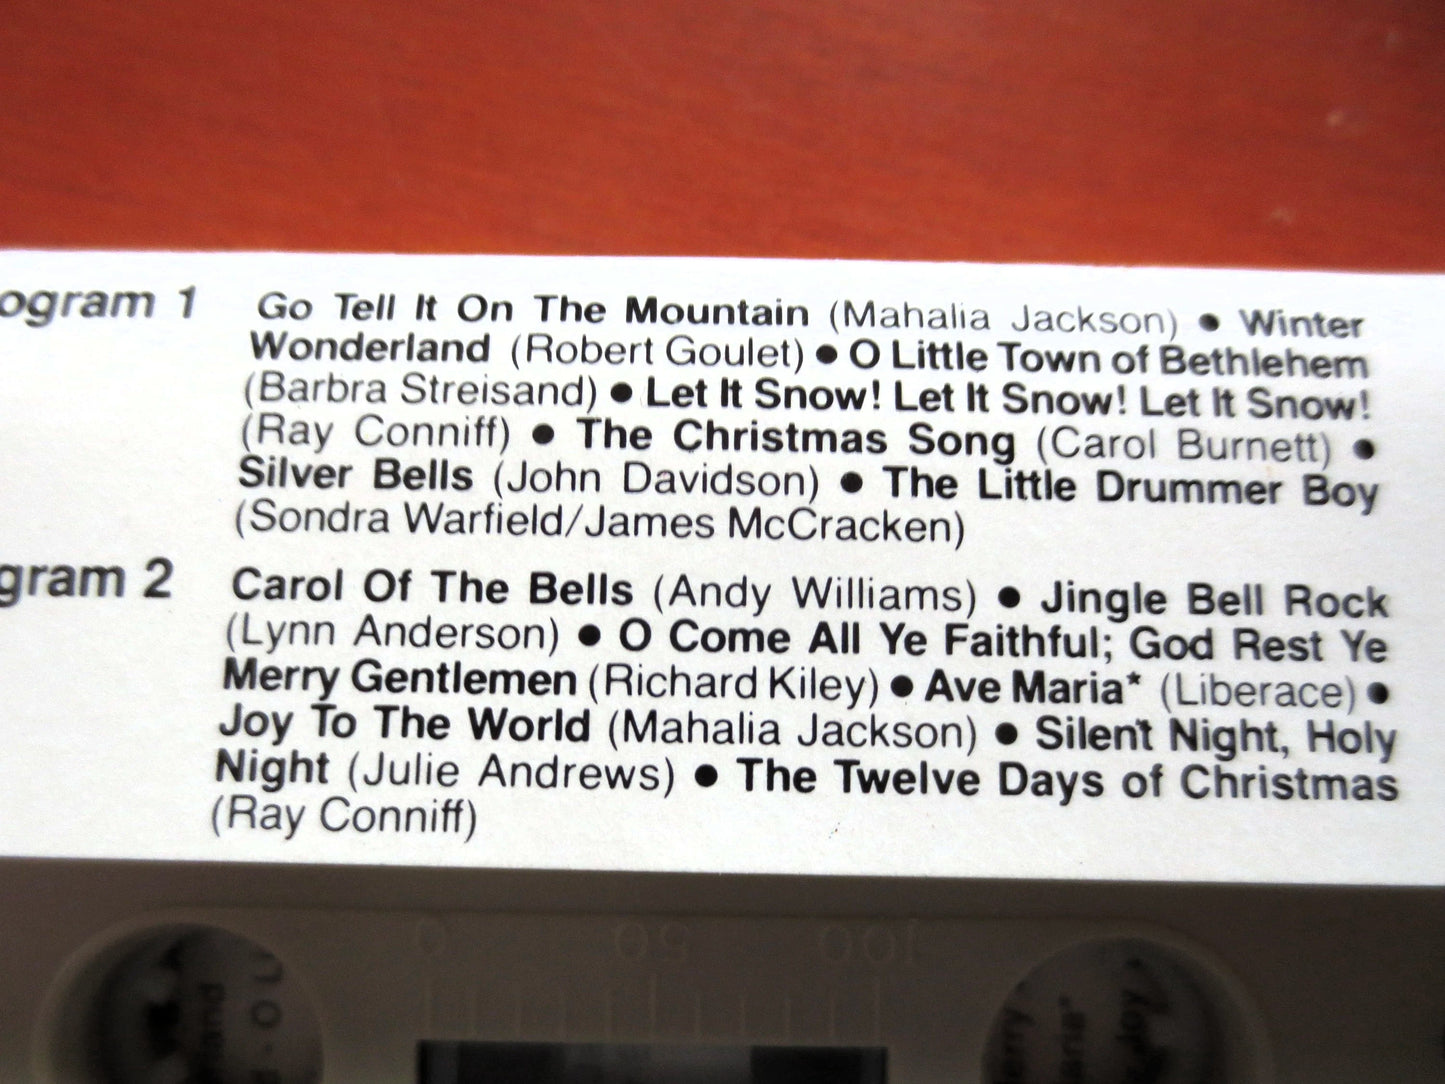 ogram 1 Go Tell It On The Mountain (Mahalia Jackson) ● Winter
Wonderland (Robert Goulet) ● O Little Town of Bethlehem
(Barbra Streisand) ● Let It Snow! Let It Snow! Let It Snow!
(Ray Conniff) ● The Christmas Song (Carol Burnett) ●
Silver Bells (John Davidson) ● The Little Drummer Boy
(Sondra Warfield/James McCracken)
gram 2 Carol Of The Bells (Andy Williams) ● Jingle Bell Rock
(Lynn Anderson) ● O Come All Ye Faithful; God Rest Ye
Merry Gentlemen (Richard Kiley) ● Ave Maria* (Liberace) ●
Joy To The World (Mahalia Jackson) ● Silent Night, Holy
Night (Julie Andrews) ● The Twelve Days of Christmas
(Ray Conniff)
0 50 100